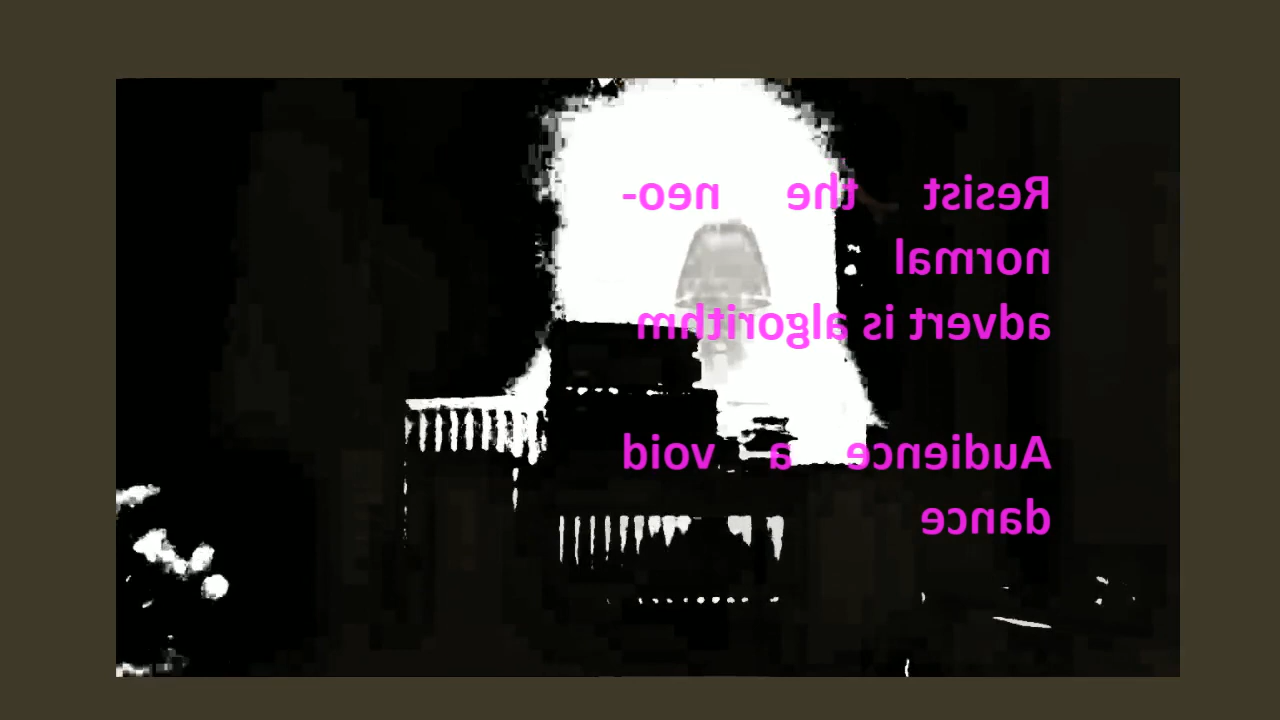 Resist the neo-
normal
advert is algorithm
Audience a void
dance